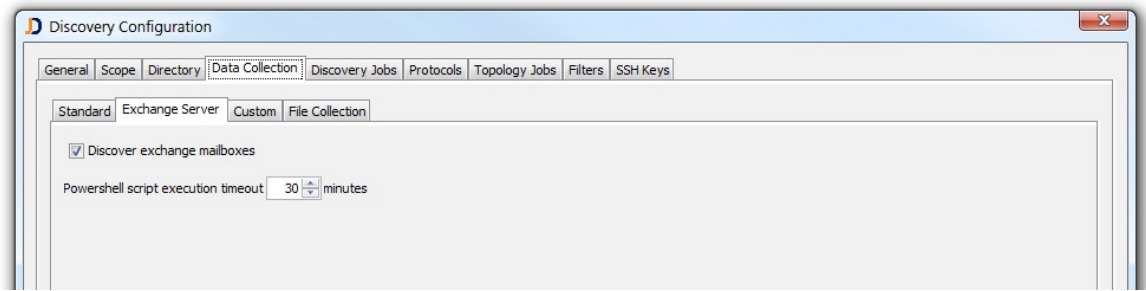 Discovery Configuration
General Scope Directory Data Collection Discovery Jobs Protocols Topology Jobs Filters SSH Keys
Standard Exchange Server Custom File Collection
Discover exchange mailboxes
Powershell script execution timeout 30 minutes